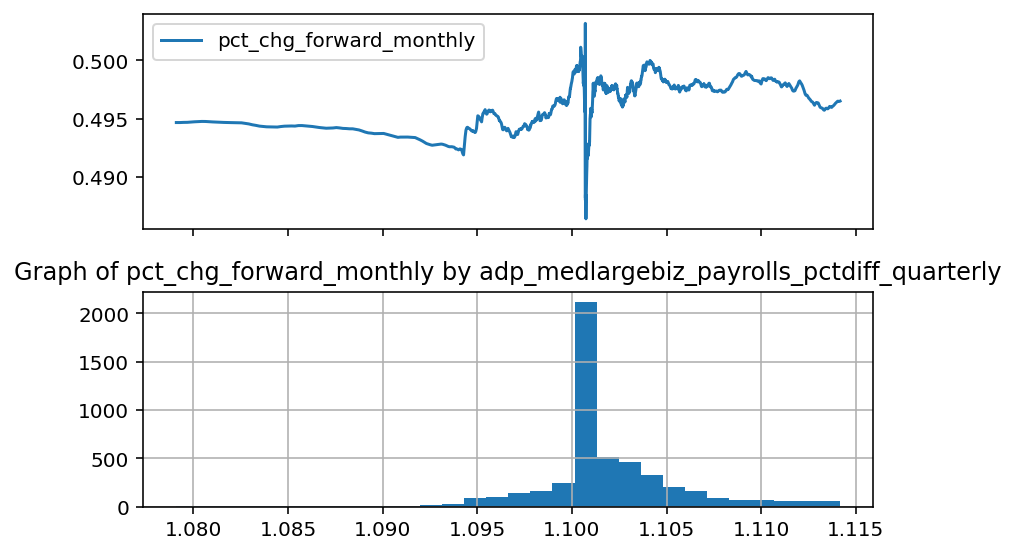 pct_chg_forward_monthly
0.500
0.495
0.490
Graph of pct_chg_forward_monthly by adp_medlargebiz_payrolls_pctdiff_quarterly
2000
1500
1000
500
0
1.080 1.085 1.090 1.095 1.100 1.105 1.110 1.115